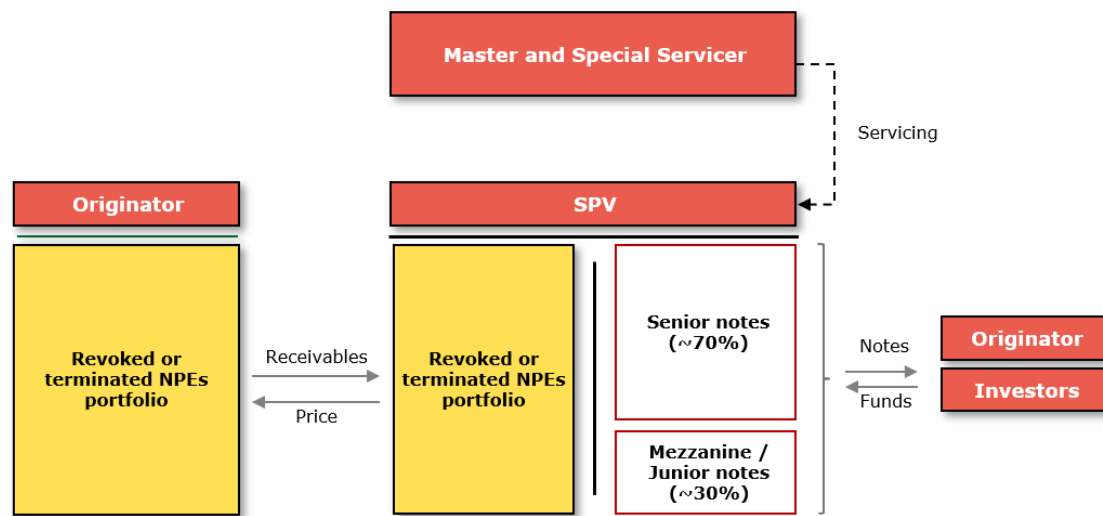 Master and Special Servicer
Servicing
Originator
SPV
Revoked or
terminated NPEs
portfolio
Receivables
Price
Revoked or
terminated NPEs
portfolio
Senior notes
(~70%)
Mezzanine /
Junior notes
(~30%)
Notes
Funds
Originator
Investors